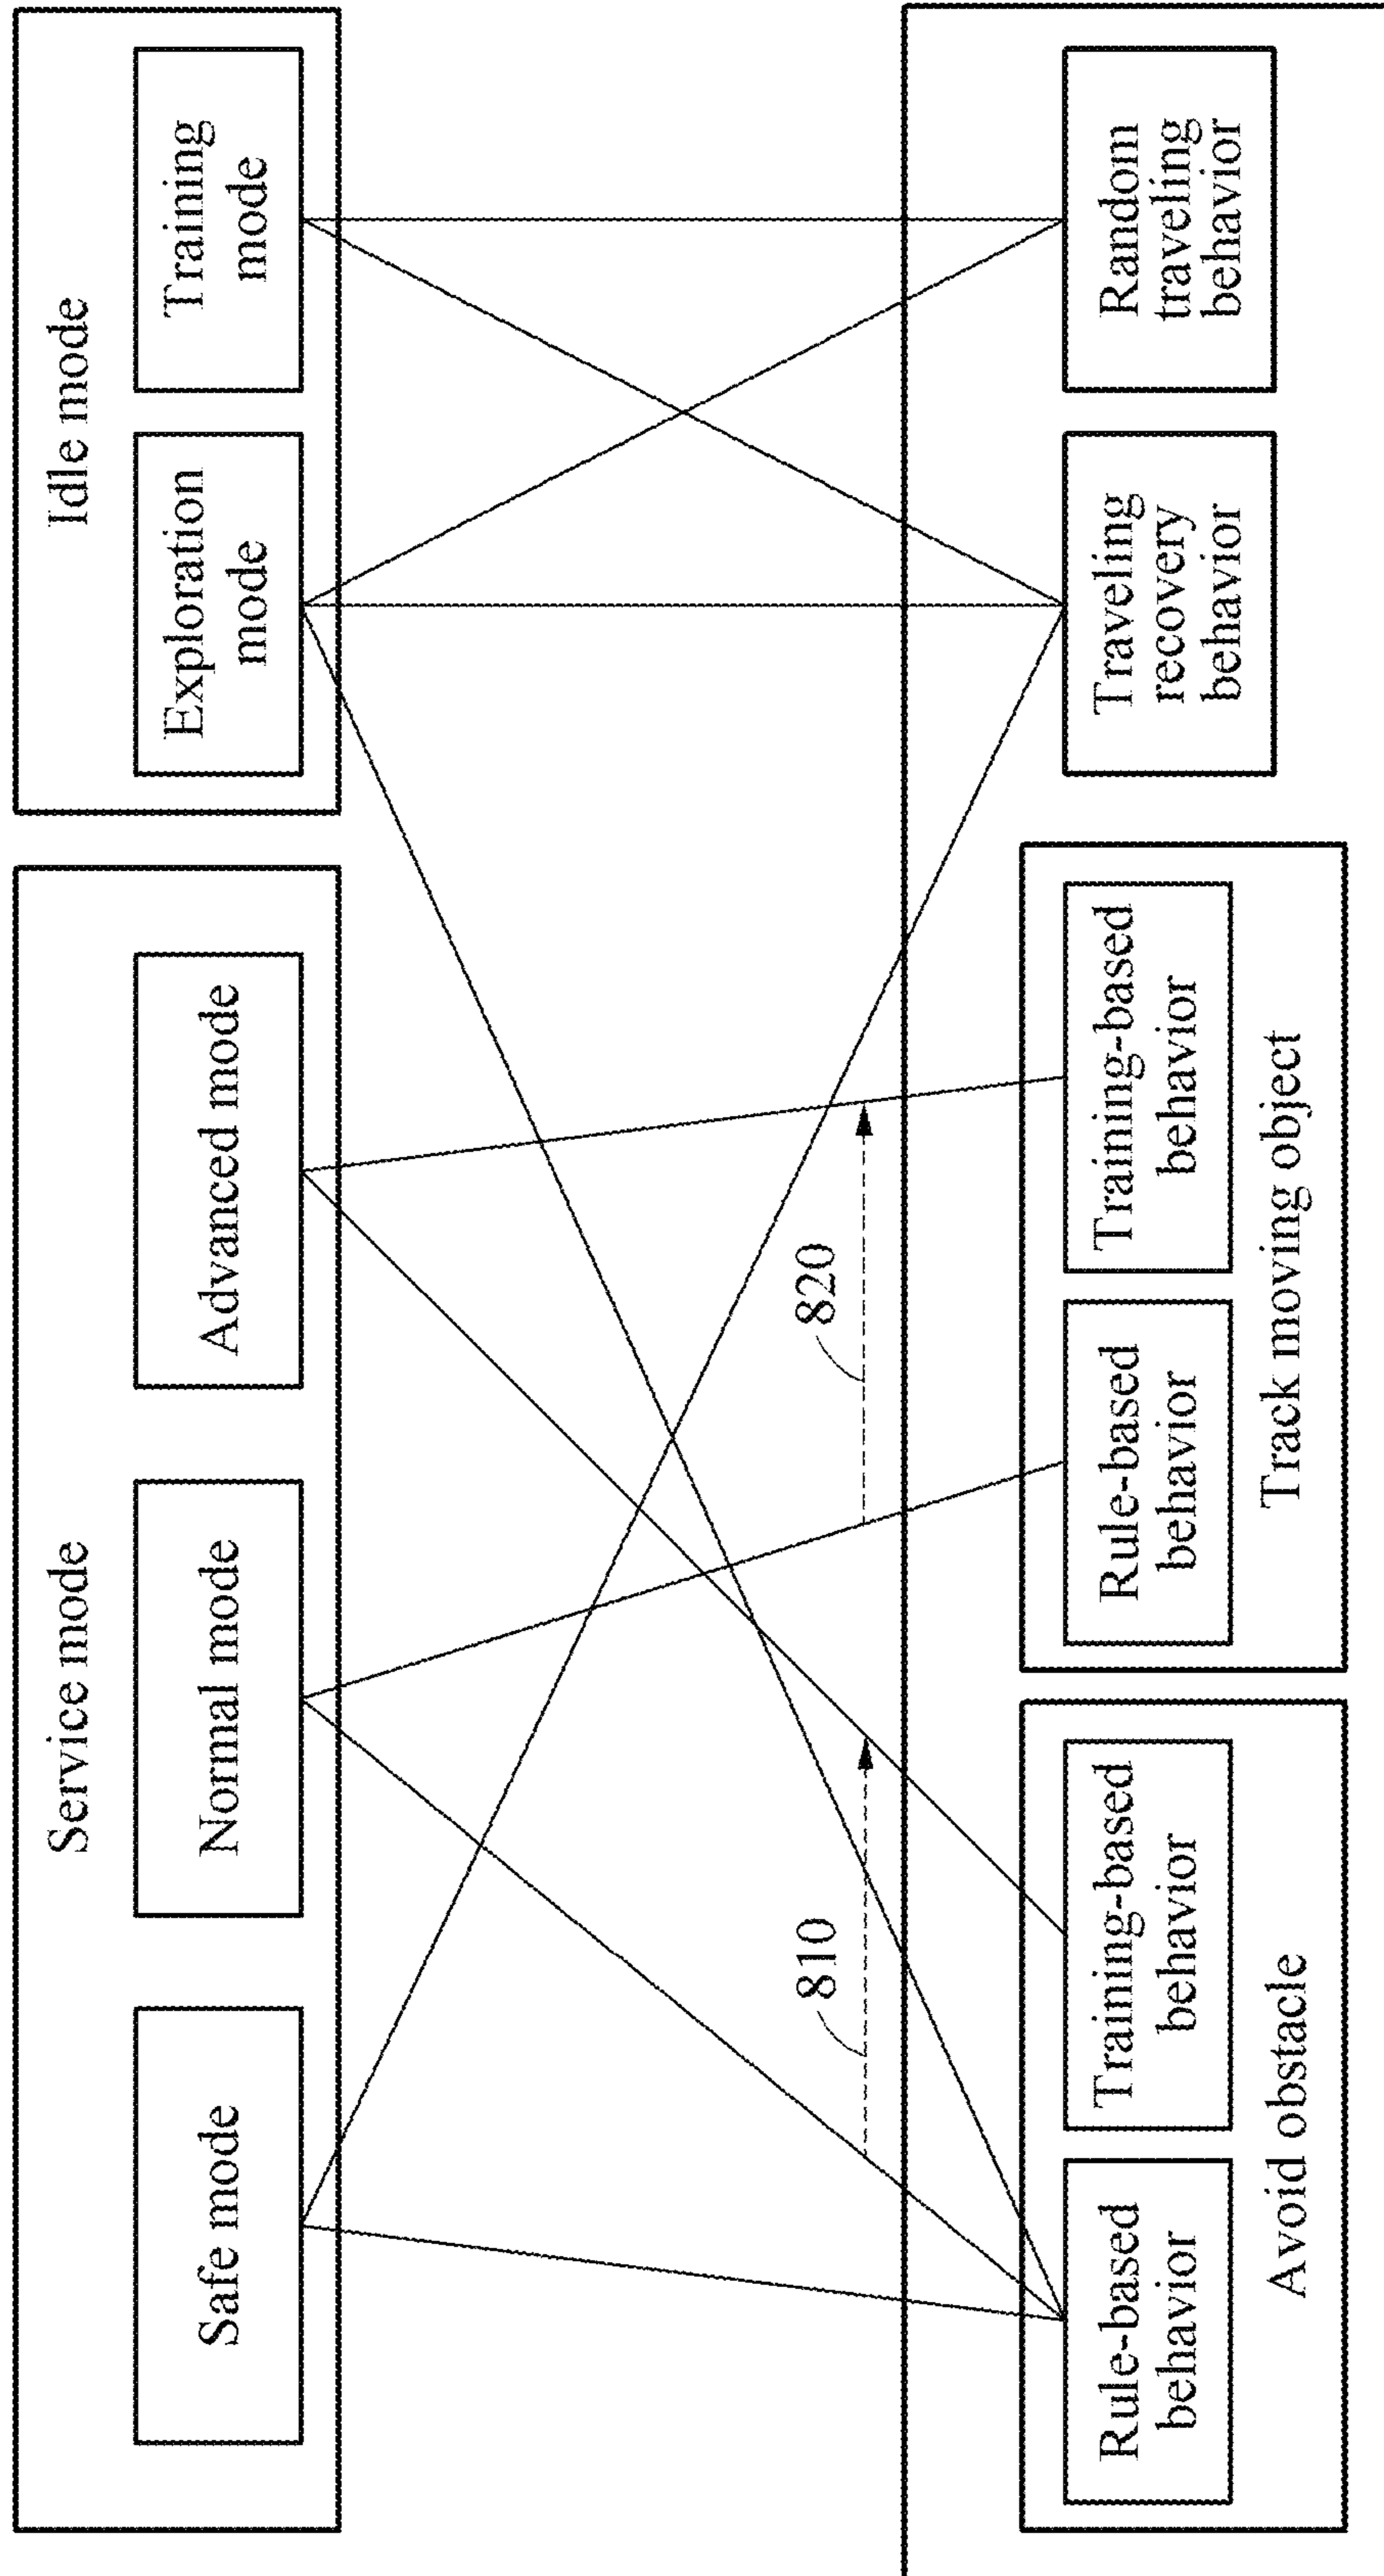 Service mode
Idle mode
Safe mode
Normal mode
Advanced mode
Exploration
mode
Training
mode
810
820
Rule-based
behavior
Training-based
behavior
Avoid obstacle
Rule-based
behavior
Training-based
behavior
Track moving object
Traveling
recovery
behavior
Random
traveling
behavior